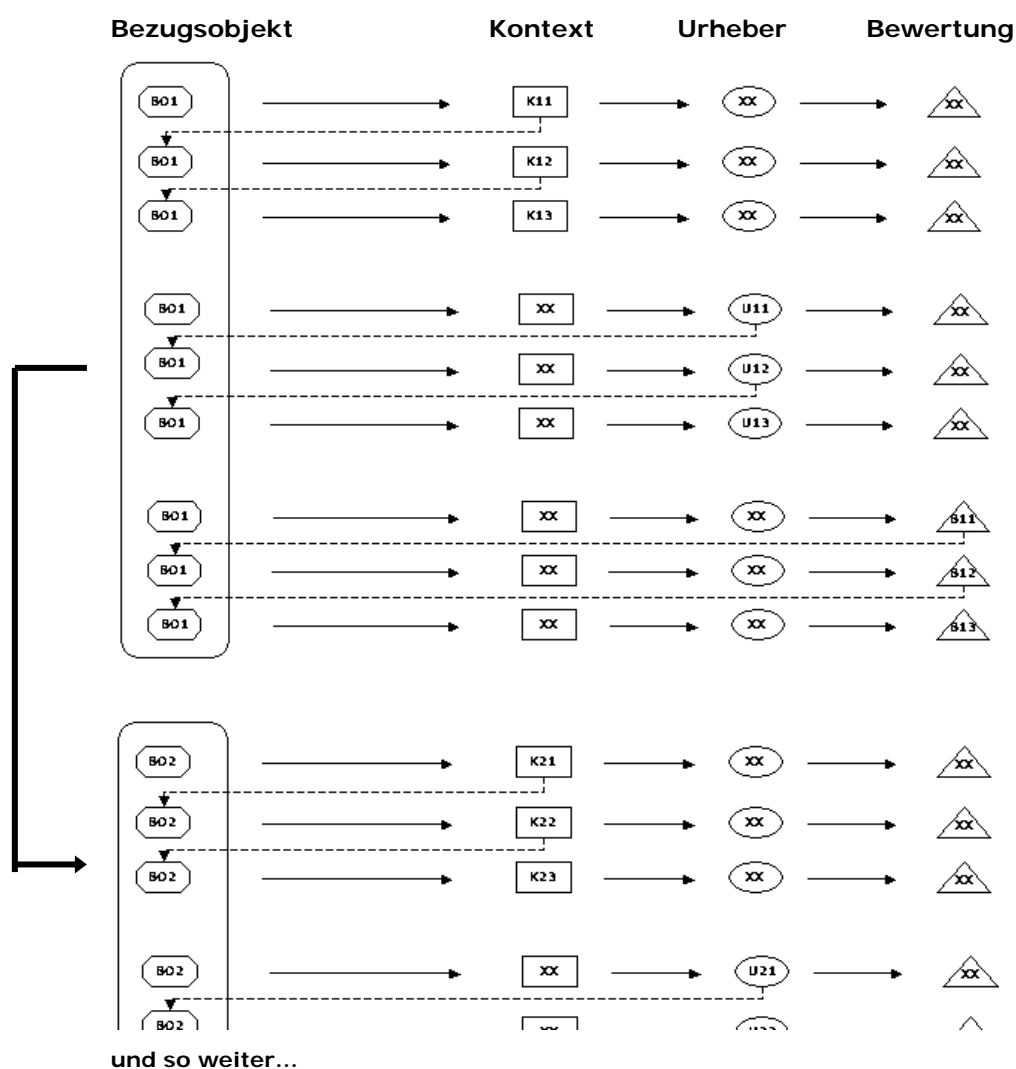 Bezugsobjekt Kontext Urheber Bewertung
BO1 K11 XX XX
BO1 K12 XX XX
BO1 K13 XX XX
BO1 XX U11 XX
BO1 XX U12 XX
BO1 XX U13 XX
BO1 XX XX B11
BO1 XX XX B12
BO1 XX XX B13
BO2 K21 XX XX
BO2 K22 XX XX
BO2 K23 XX XX
BO2 XX U21 XX
BO2 XX
und so weiter...